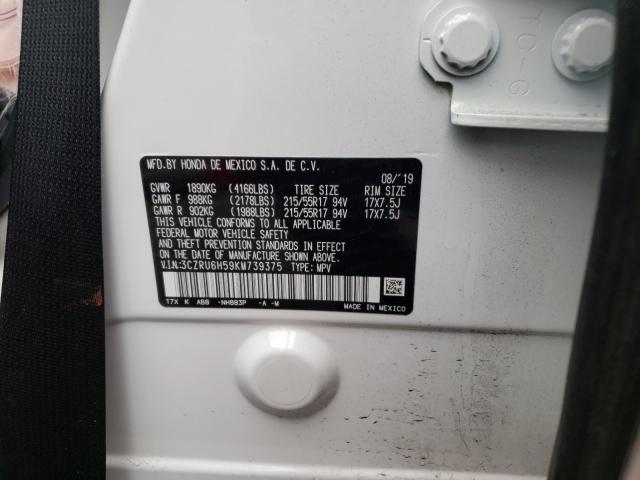 TC-G
MFD.BY HONDA DE MEXICO S.A. DE C.V.
08/'19
GVWR 1890KG (4166LBS) TIRE SIZE RIM SIZE
GAWR F 988KG (2178LBS) 215/55R17 94V 17X7.5J
GAWR R 902KG (1988LBS) 215/55R17 94V 17X7.5J
THIS VEHICLE CONFORMS TO ALL APPLICABLE
FEDERAL MOTOR VEHICLE SAFETY
AND THEFT PREVENTION STANDARDS IN EFFECT
ON THE DATE OF MANUFACTURE SHOWN ABOVE.
V.I.N:3CZRU6H59KM739375 TYPE: MPV
T7X K AB0 -NH883P -A -M MADE IN MEXICO